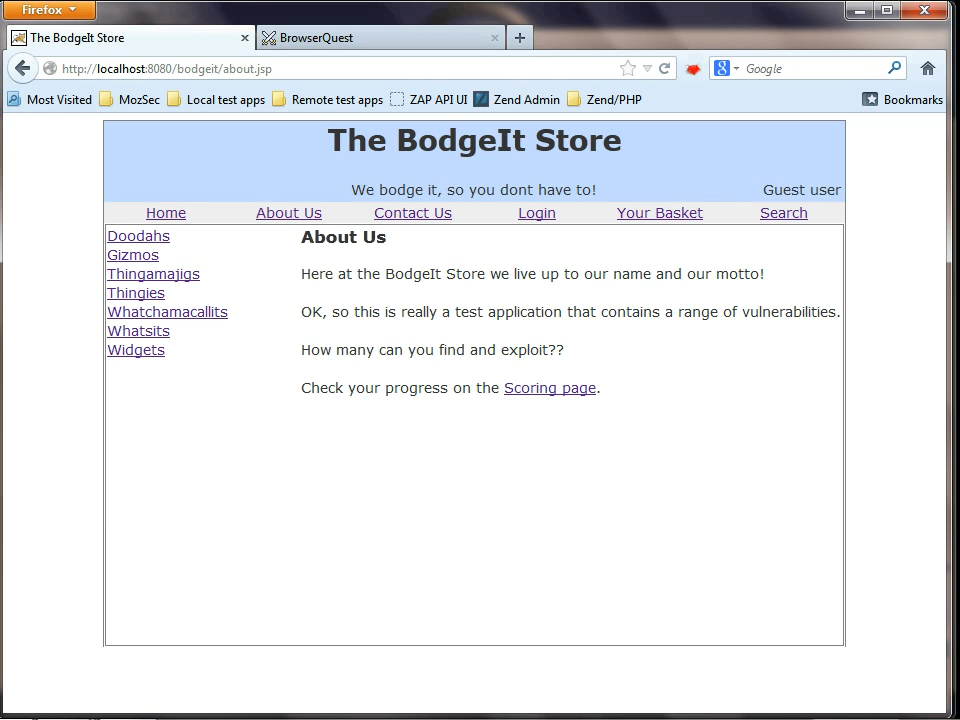 Firefox
The BodgeIt Store
BrowserQuest
http://localhost:8080/bodgeit/about.jsp
Google
Most Visited MozSec Local test apps Remote test apps ZAP API UI Zend Admin Zend/PHP Bookmarks
The BodgeIt Store
We bodge it, so you dont have to! Guest user
Home About Us Contact Us Login Your Basket Search
Doodahs
Gizmos
Thingamajigs
Thingies
Whatchamacallits
Whatsits
Widgets
About Us
Here at the BodgeIt Store we live up to our name and our motto!
OK, so this is really a test application that contains a range of vulnerabilities.
How many can you find and exploit??
Check your progress on the Scoring page.